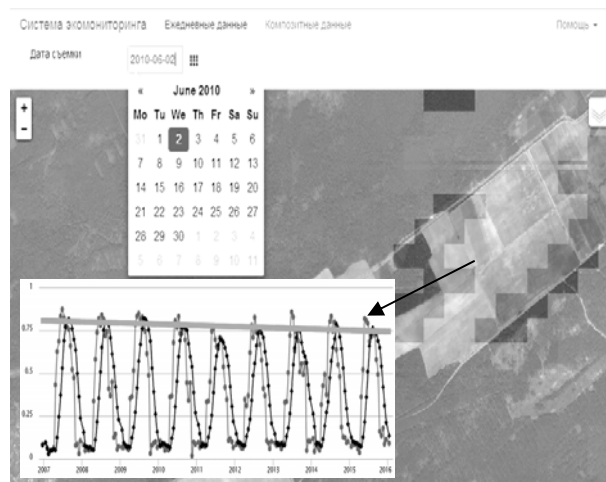 Система экомониторинга Ежедневные данные Композитные данные Помощь
Дата съемки
2010-06-02
« June 2010 »
Mo Tu We Th Fr Sa Su
31 1 2 3 4 5 6
7 8 9 10 11 12 13
14 15 16 17 18 19 20
21 22 23 24 25 26 27
28 29 30 1 2 3 4
5 6 7 8 9 10 11
+
-
1
0.75
0.5
0.25
0
2007 2008 2009 2010 2011 2012 2013 2014 2015 2016